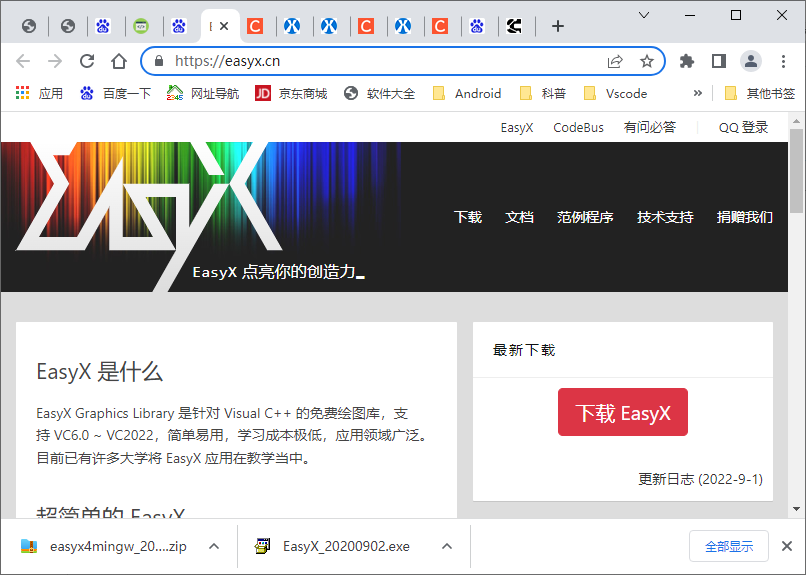 https://easyx.cn
应用
百度一下
网址导航
京东商城
软件大全
Android
科普
Vscode
»
其他书签
EasyX
CodeBus
有问必答
QQ 登录
EasyX
下载
文档
范例程序
技术支持
捐赠我们
EasyX 点亮你的创造力_
EasyX 是什么
EasyX Graphics Library 是针对 Visual C++ 的免费绘图库，支
持 VC6.0 ~ VC2022，简单易用，学习成本极低，应用领域广泛。
目前已有许多大学将 EasyX 应用在教学当中。
超简单的 EasyX
最新下载
下载 EasyX
更新日志 (2022-9-1)
easyx4mingw_20....zip
EasyX_20200902.exe
全部显示